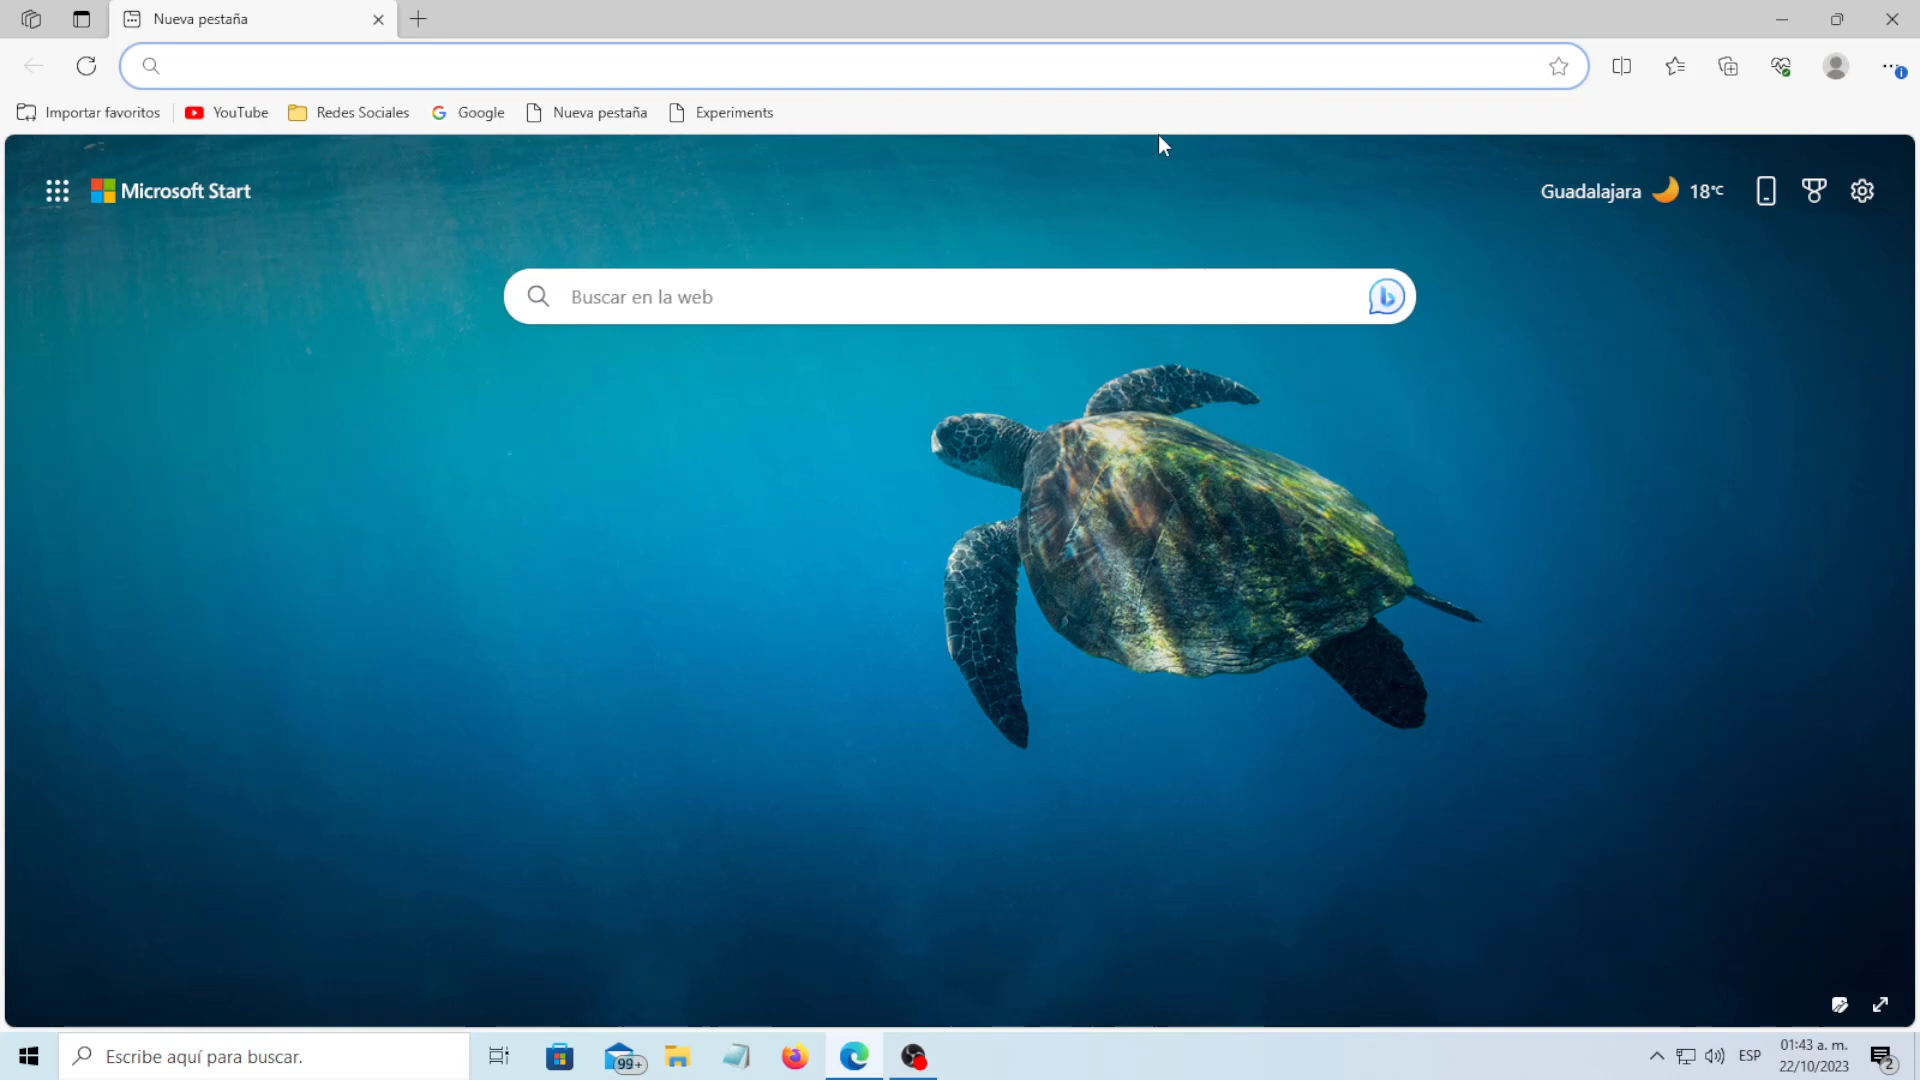 Nueva pestaña
Importar favoritos
YouTube
Redes Sociales
Google
Nueva pestaña
Experiments
Microsoft Start
Guadalajara
18°C
Buscar en la web
Escribe aquí para buscar.
99+
ESP
01:43 a. m.
22/10/2023
2